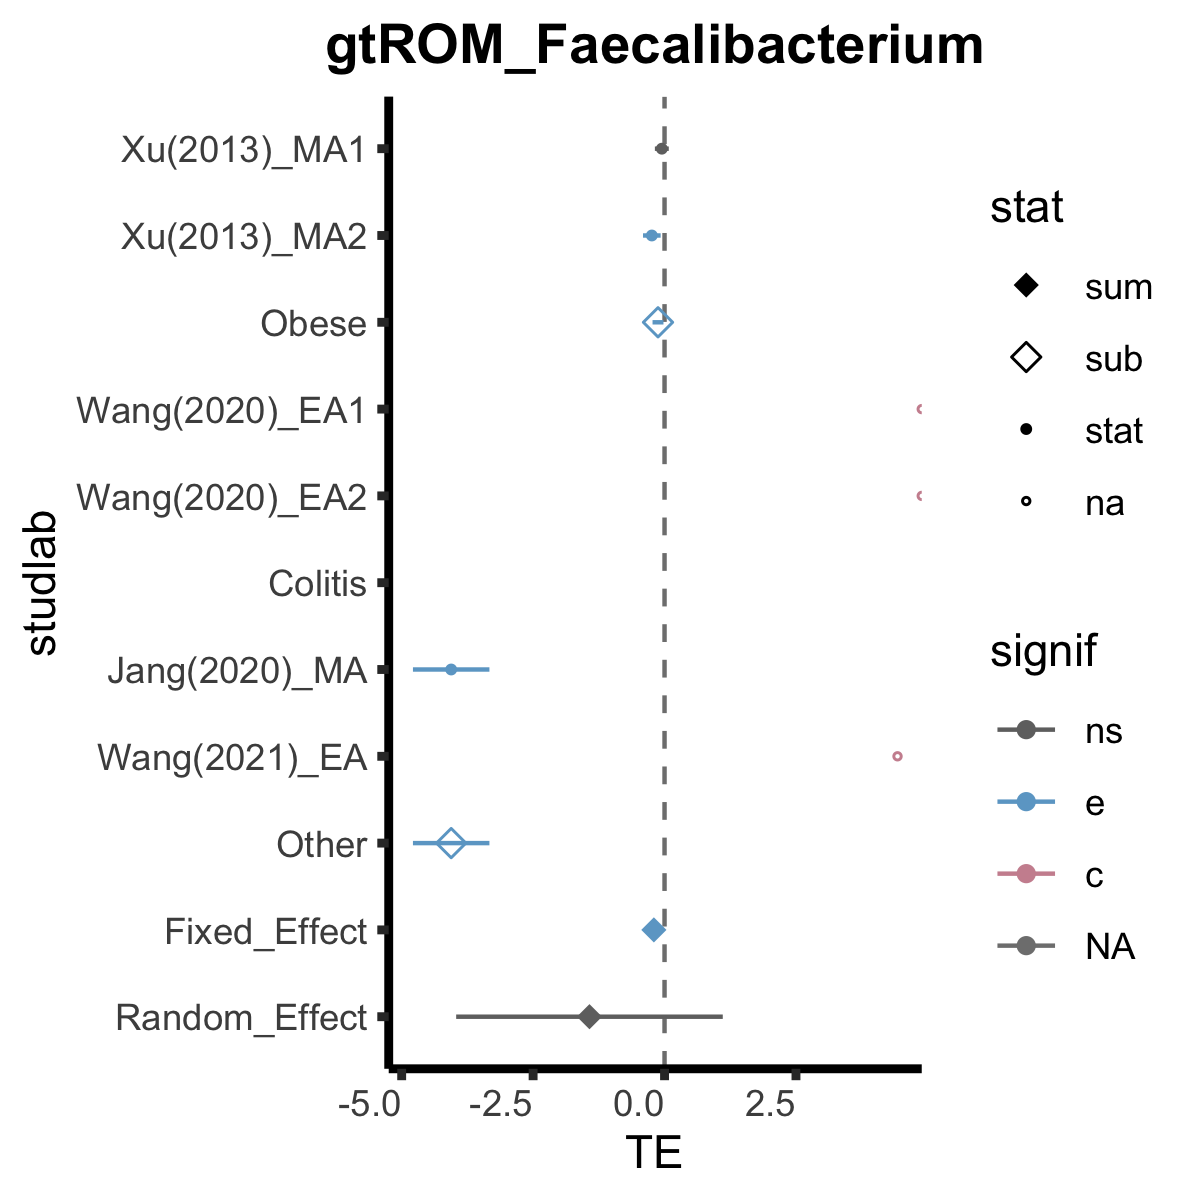 gtROM_Faecalibacterium
studlab
Xu(2013)_MA1
Xu(2013)_MA2
Obese
Wang(2020)_EA1
Wang(2020)_EA2
Colitis
Jang(2020)_MA
Wang(2021)_EA
Other
Fixed_Effect
Random_Effect
-5.0 -2.5 0.0 2.5
TE
stat
sum
sub
stat
na
signif
ns
e
c
NA